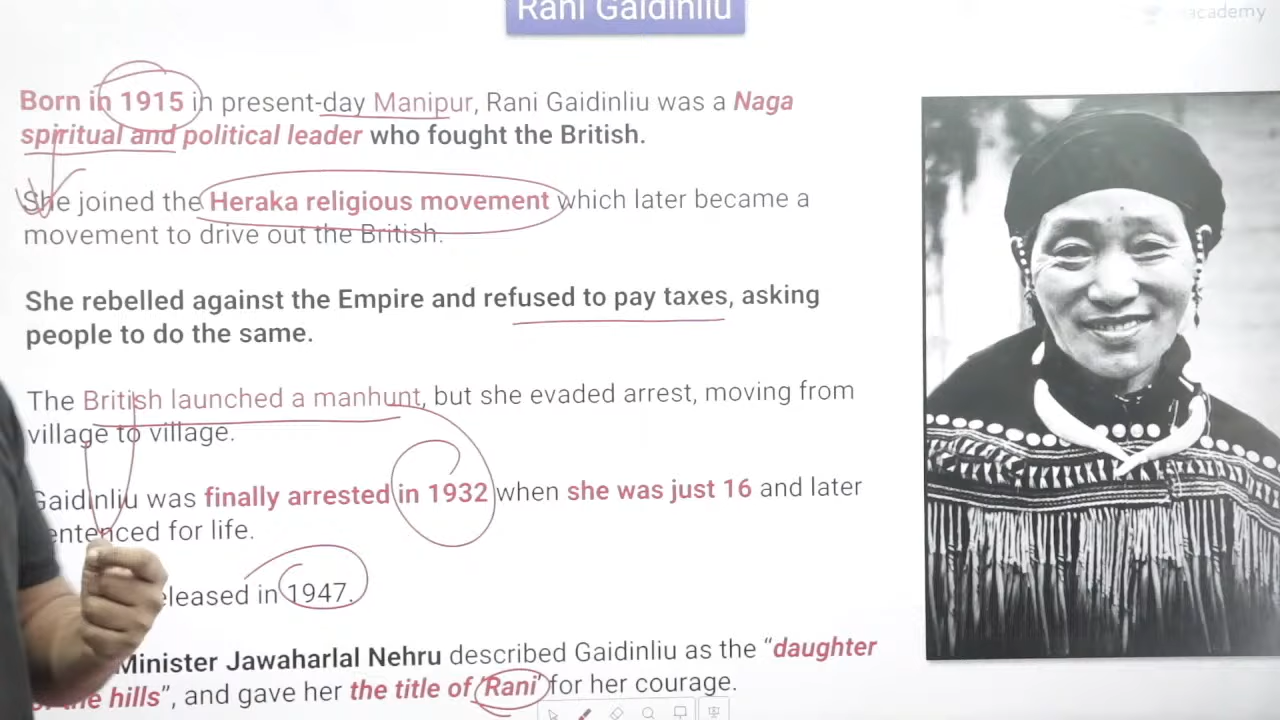 Rani Gaidinliu
academy
Born in 1915 in present-day Manipur, Rani Gaidinliu was a Naga
spiritual and political leader who fought the British.
She joined the Heraka religious movement which later became a
movement to drive out the British.
She rebelled against the Empire and refused to pay taxes, asking
people to do the same.
The British launched a manhunt, but she evaded arrest, moving from
village to village.
Gaidinliu was finally arrested in 1932 when she was just 16 and later
entenced for life.
eleased in 1947.
Minister Jawaharlal Nehru described Gaidinliu as the “daughter
the hills”, and gave her the title of ‘Rani’ for her courage.